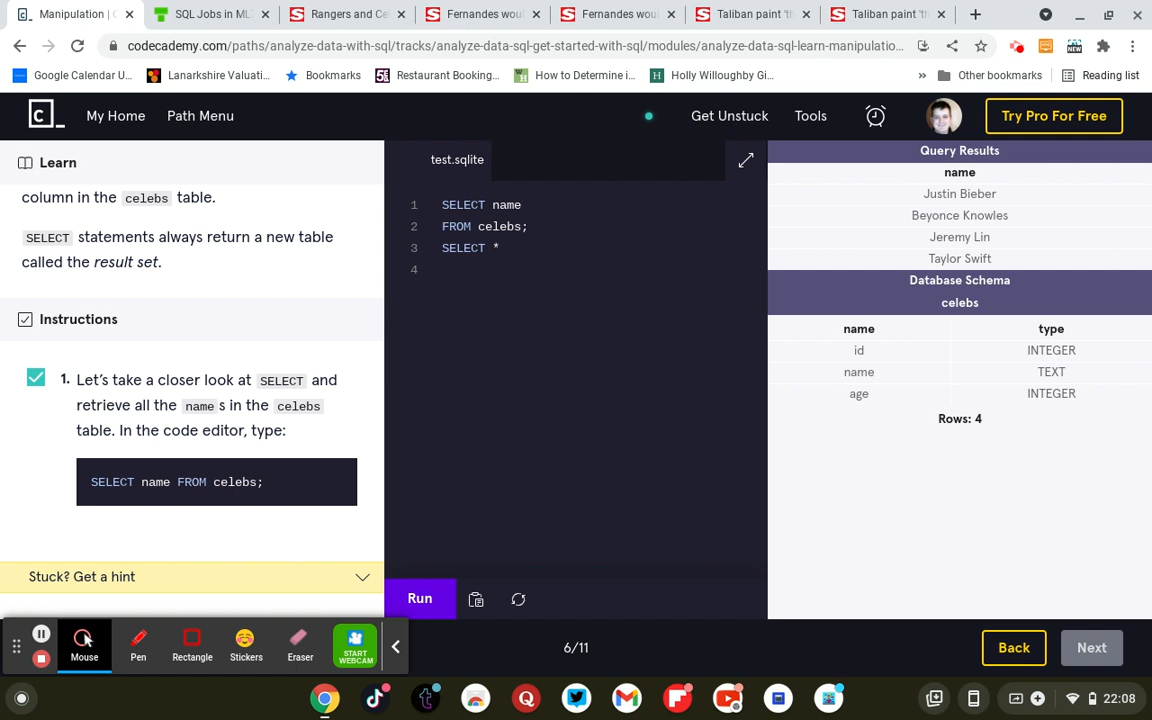 Manipulation | C
SQL Jobs in ML
Rangers and Ce
Fernandes woul
Fernandes woul
Taliban paint 'th
Taliban paint 'th
codecademy.com/paths/analyze-data-with-sql/tracks/analyze-data-sql-get-started-with-sql/modules/analyze-data-sql-learn-manipulatio...
Google Calendar U...
Lanarkshire Valuati...
Bookmarks
Restaurant Booking...
How to Determine i...
Holly Willoughby Gi...
»
Other bookmarks
Reading list
My Home
Path Menu
Get Unstuck
Tools
Try Pro For Free
Learn
column in the celebs table.
SELECT statements always return a new table
called the result set.
Instructions
1. Let's take a closer look at SELECT and
retrieve all the name s in the celebs
table. In the code editor, type:
SELECT name FROM celebs;
Stuck? Get a hint
test.sqlite
1 SELECT name
2 FROM celebs;
3 SELECT *
4
Run
Query Results
name
Justin Bieber
Beyonce Knowles
Jeremy Lin
Taylor Swift
Database Schema
celebs
name type
id INTEGER
name TEXT
age INTEGER
Rows: 4
Mouse
Pen
Rectangle
Stickers
Eraser
START
WEBCAM
6/11
Back
Next
22:08